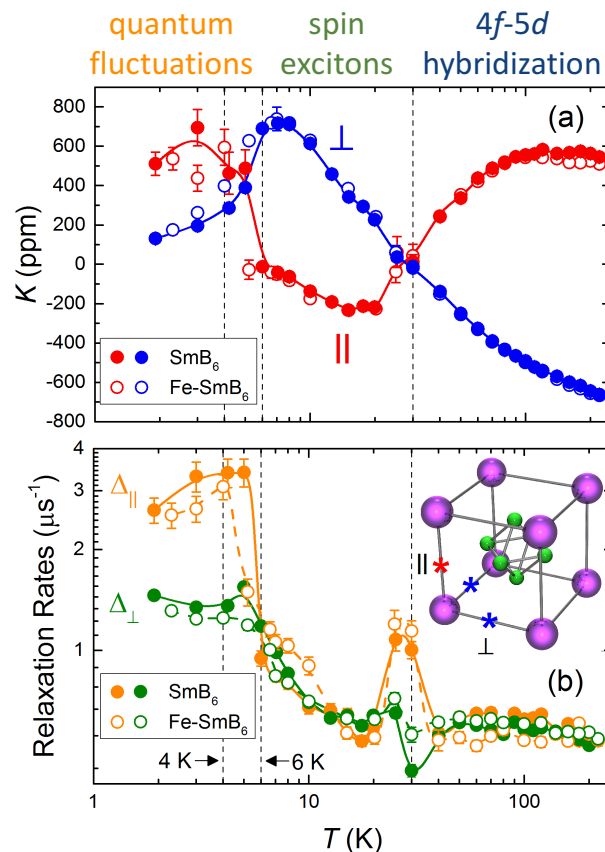 quantum fluctuations
spin excitons
4f-5d hybridization
(a)
K (ppm)
800
600
400
200
0
-200
-400
-600
-800
⊥
||
SmB6
Fe-SmB6
(b)
Relaxation Rates (μs-1)
4
3
2
1
Δ||
Δ⊥
|| 
⊥
SmB6
Fe-SmB6
4 K
6 K
1
10
100
T (K)